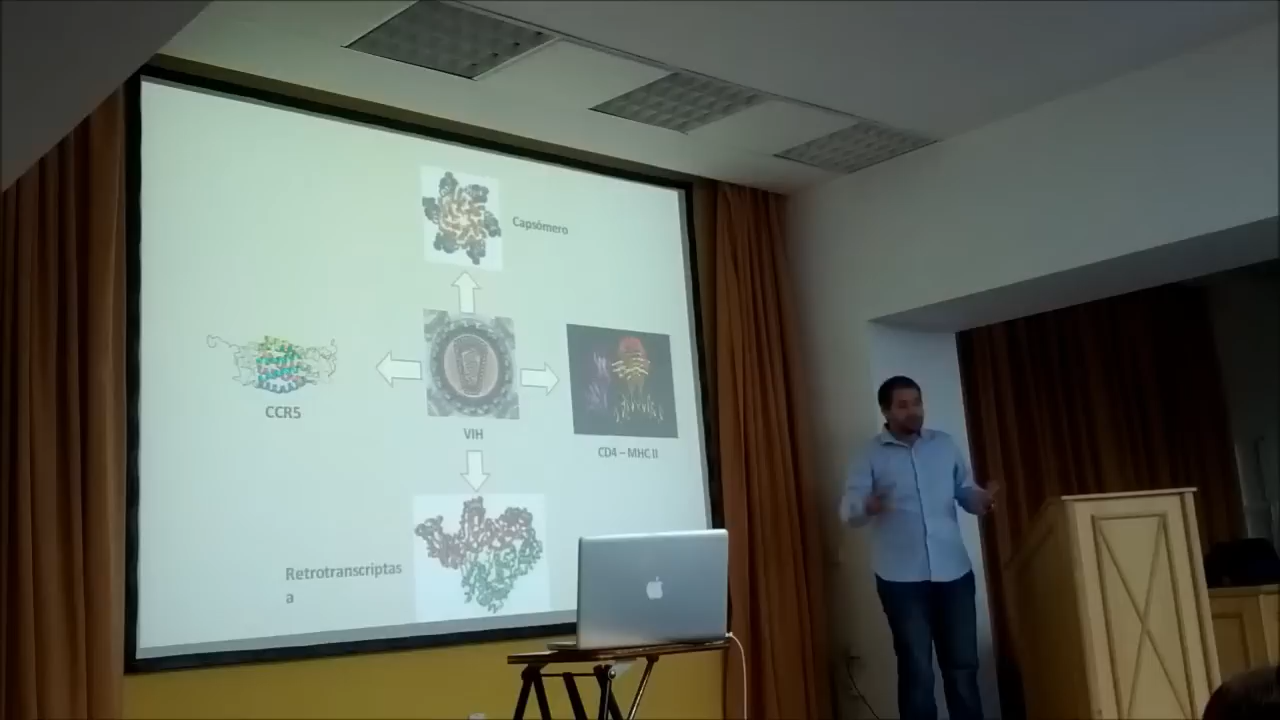 Capsómero
CCR5
VIH
CD4 – MHC II
Retrotranscriptas
a